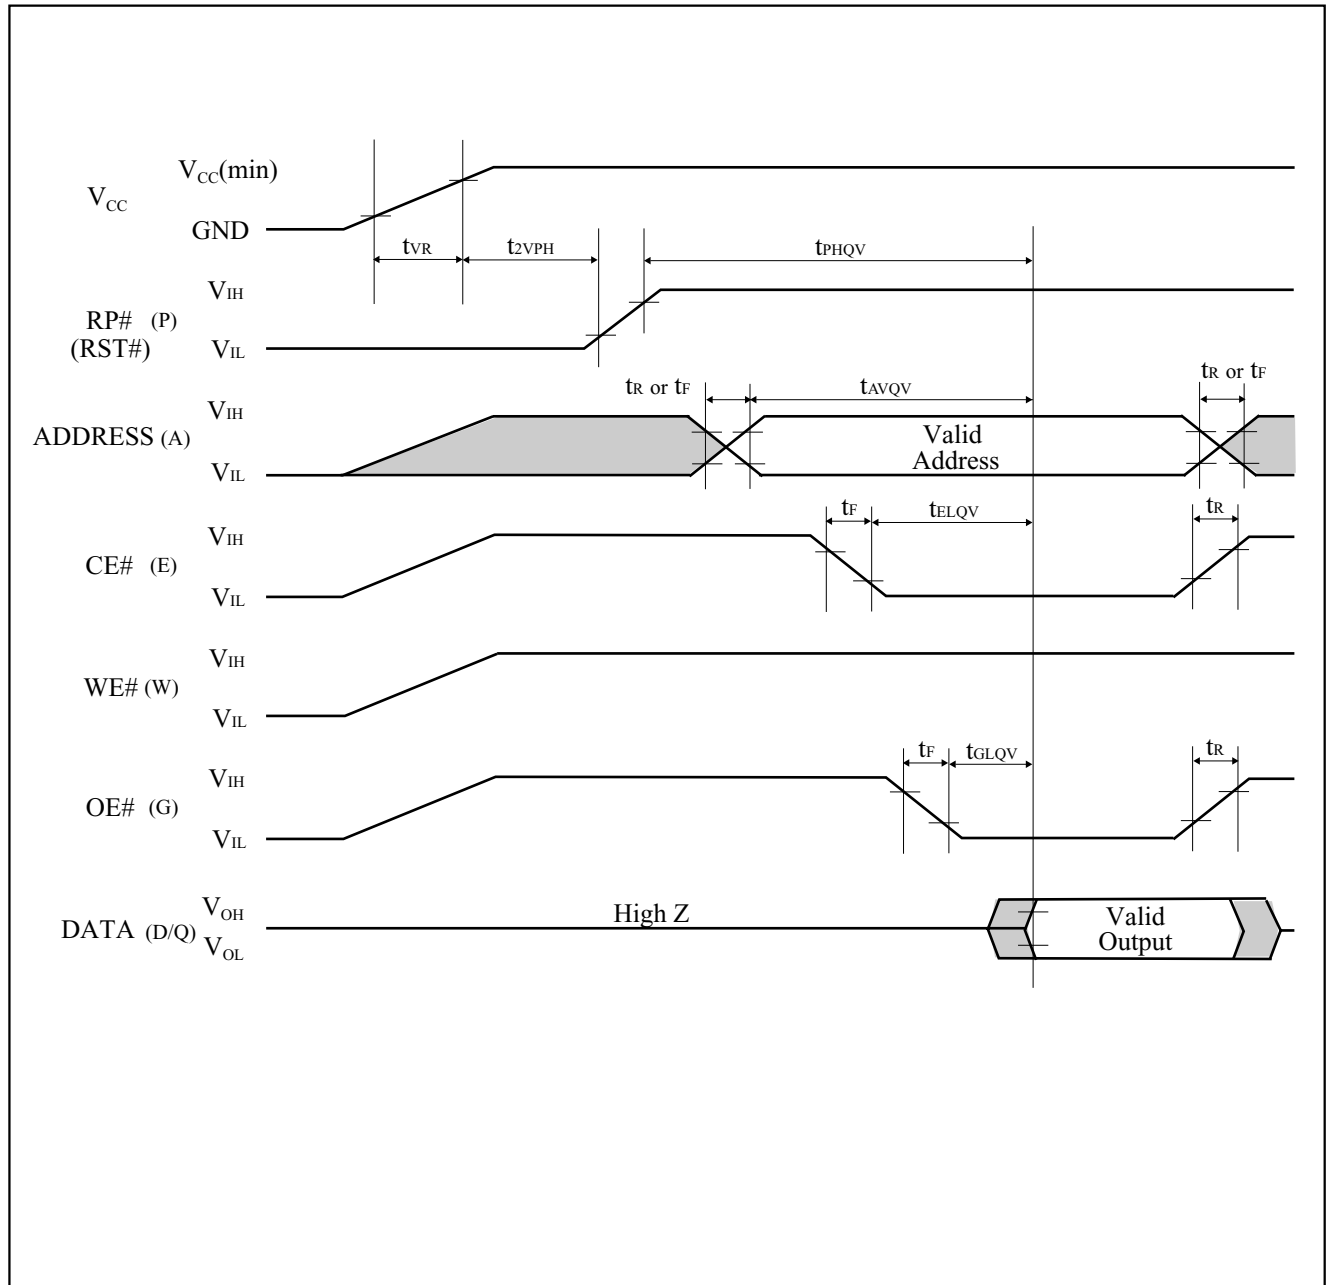 VCC(min)
VCC
GND
tVR
t2VPH
tPHQV
VIH
RP# (P)
(RST#)
VIL
tR or tF
tAVQV
tR or tF
VIH
ADDRESS (A)
Valid
Address
VIL
tF
tELQV
tR
VIH
CE# (E)
VIL
VIH
WE# (W)
VIL
tF
tGLQV
tR
VIH
OE# (G)
VIL
VOH
High Z
Valid
Output
DATA (D/Q)
VOL